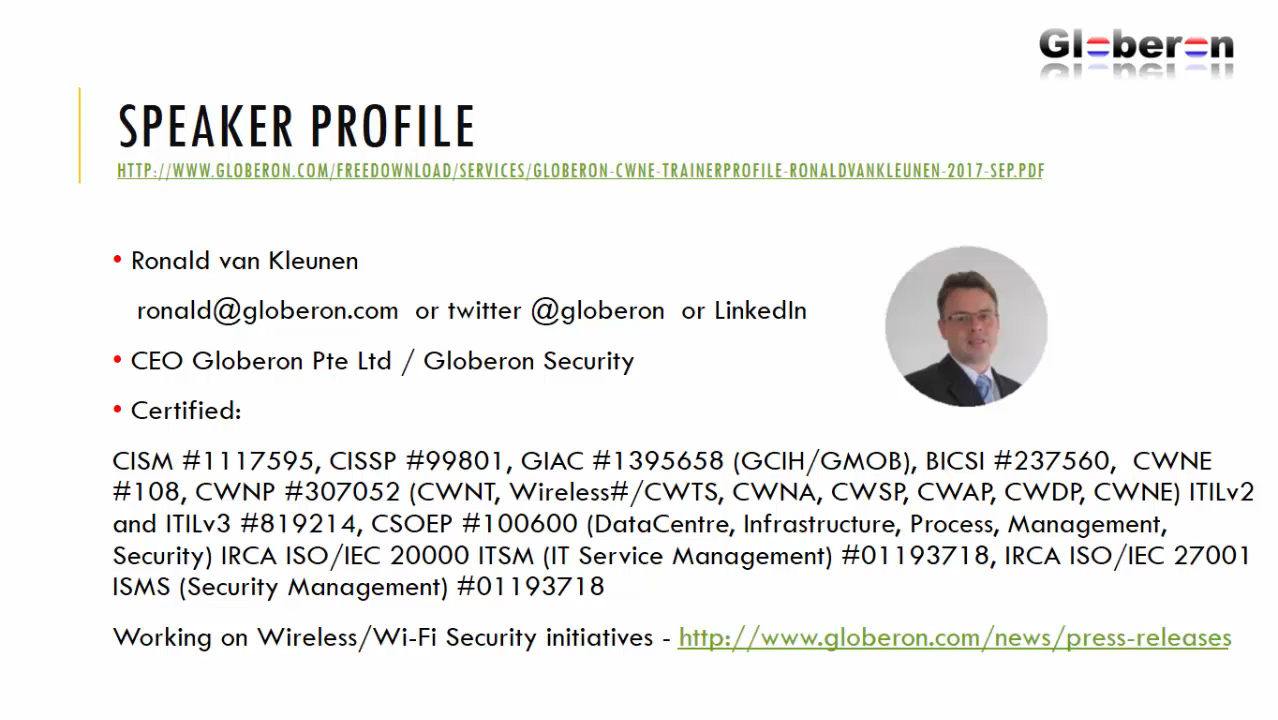 Globeron
SPEAKER PROFILE
HTTP://WWW.GLOBERON.COM/FREEDOWNLOAD/SERVICES/GLOBERON-CWNE-TRAINERPROFILE-RONALDVANKLEUNEN-2017-SEP.PDF
• Ronald van Kleunen
ronald@globeron.com or twitter @globeron or LinkedIn
• CEO Globeron Pte Ltd / Globeron Security
• Certified:
CISM #1117595, CISSP #99801, GIAC #1395658 (GCIH/GMOB), BICSI #237560, CWNE
#108, CWNP #307052 (CWNT, Wireless#/CWTS, CWNA, CWSP, CWAP, CWDP, CWNE) ITILv2
and ITILv3 #819214, CSOEP #100600 (DataCentre, Infrastructure, Process, Management,
Security) IRCA ISO/IEC 20000 ITSM (IT Service Management) #01193718, IRCA ISO/IEC 27001
ISMS (Security Management) #01193718
Working on Wireless/Wi-Fi Security initiatives - http://www.globeron.com/news/press-releases